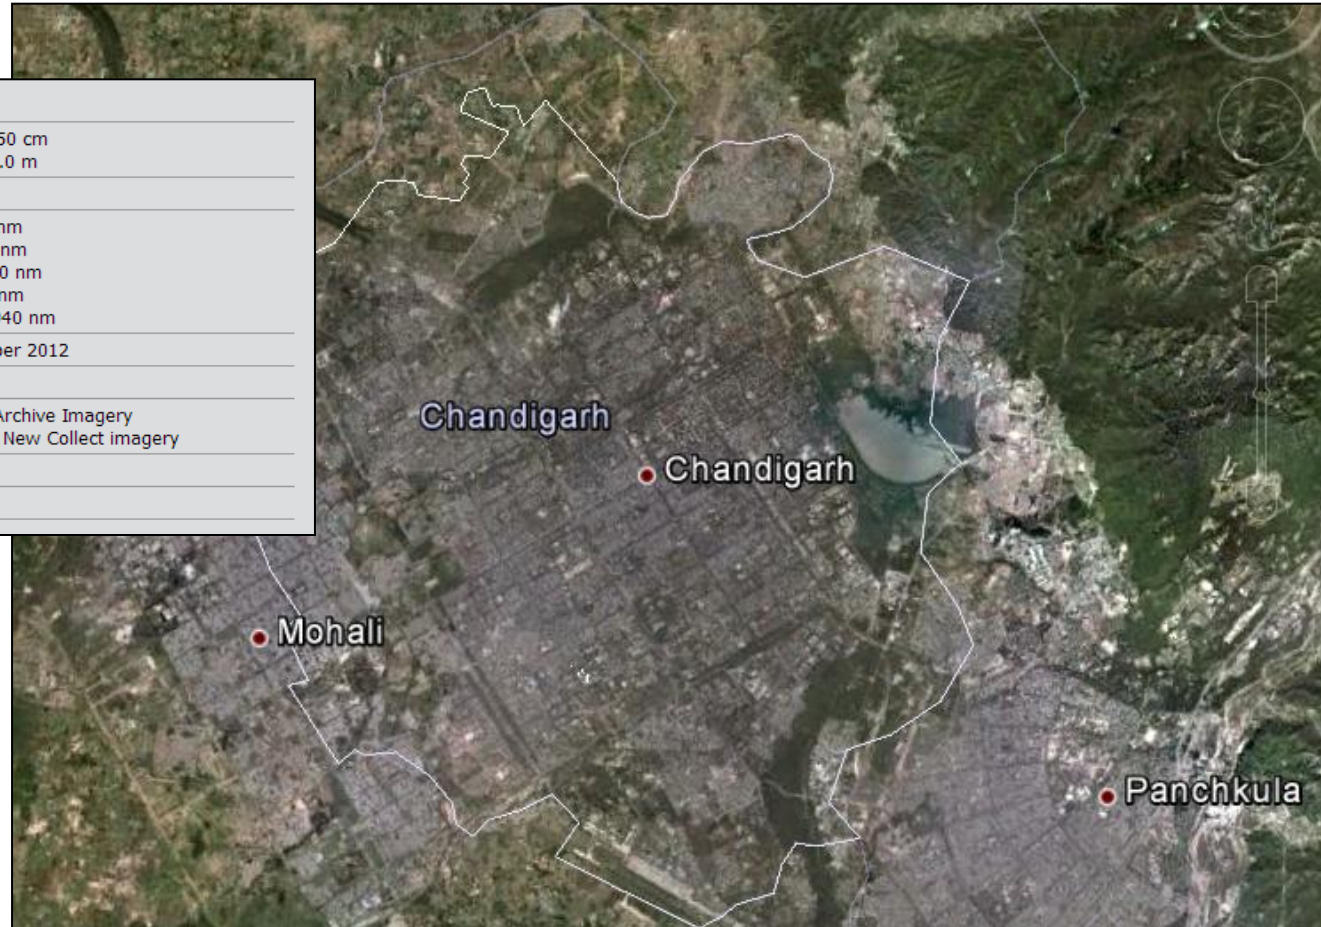 50 cm
.0 m
nm
nm
0 nm
nm
040 nm
ber 2012
Archive Imagery
New Collect imagery
Chandigarh
Chandigarh
Mohali
Panchkula